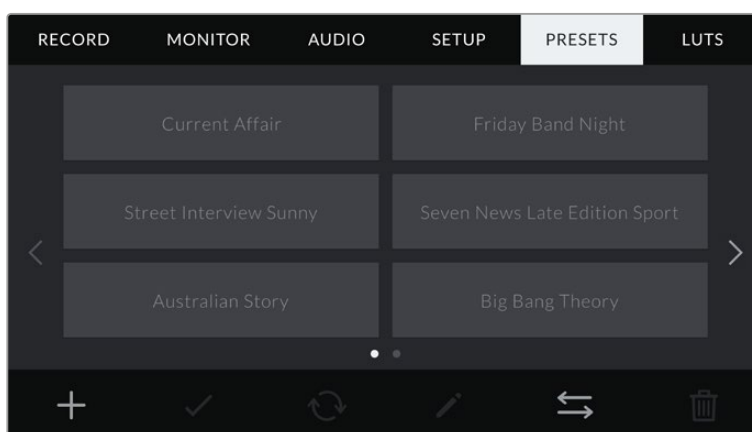 RECORD MONITOR AUDIO SETUP PRESETS LUTS
Current Affair Friday Band Night
Street Interview Sunny Seven News Late Edition Sport
Australian Story Big Bang Theory